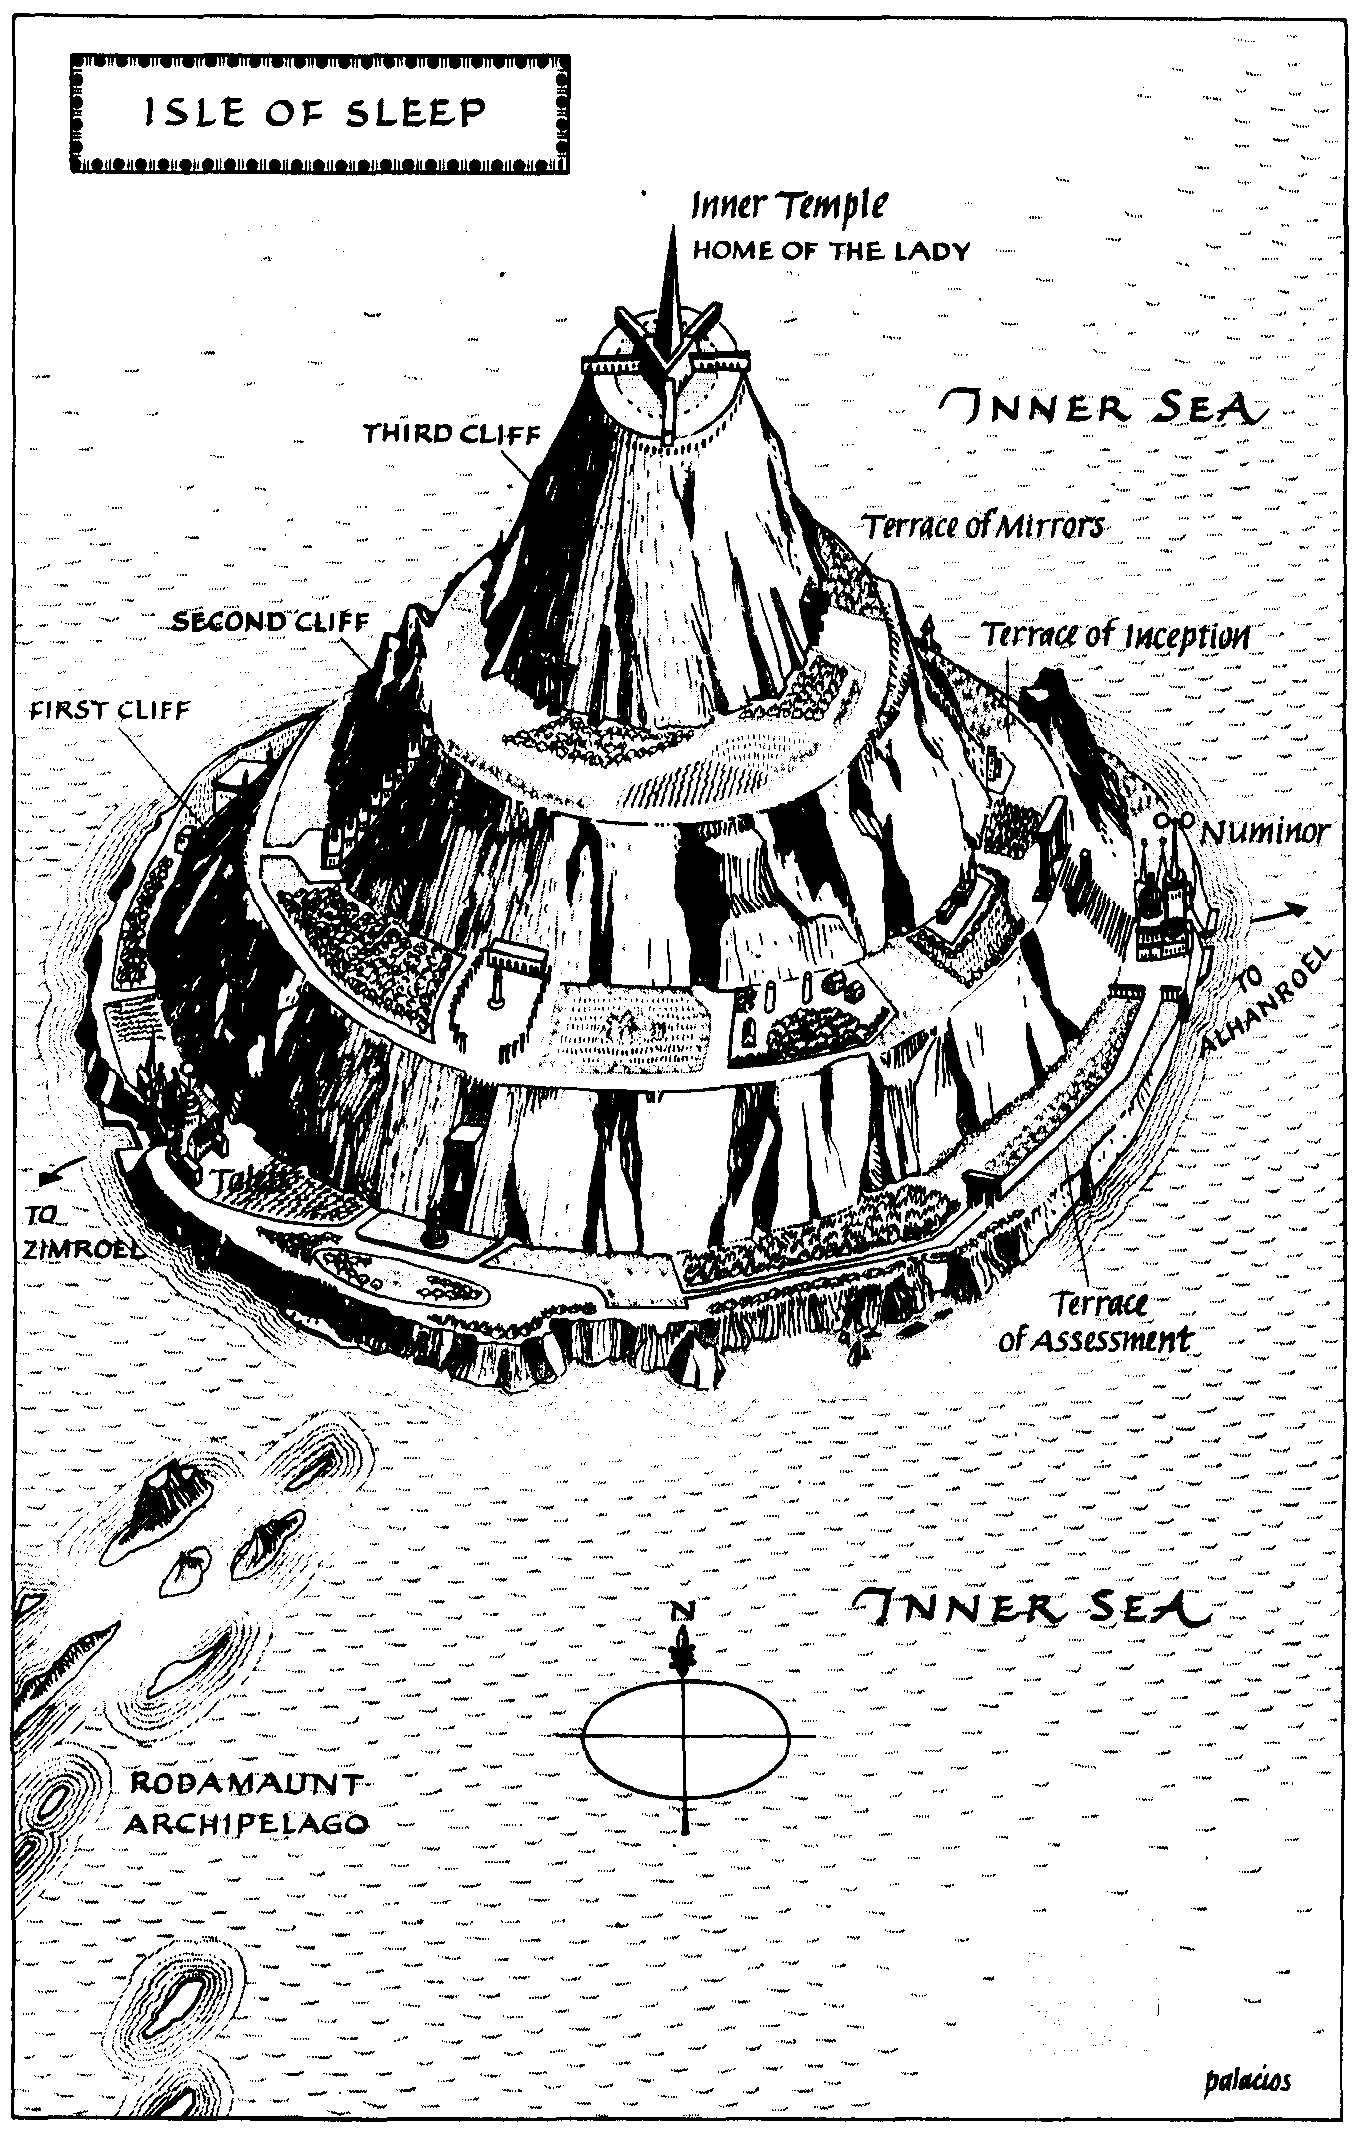 ISLE OF SLEEP
Inner Temple
HOME OF THE LADY
INNER SEA
THIRD CLIFF
Terrace of Mirrors
SECOND CLIFF
Terrace of Inception
FIRST CLIFF
Numinor
TO
ALHANROEL
TO
ZIMROEL
Terrace
of Assessment
INNER SEA
N
RODAMAUNT
ARCHIPELAGO
palacios